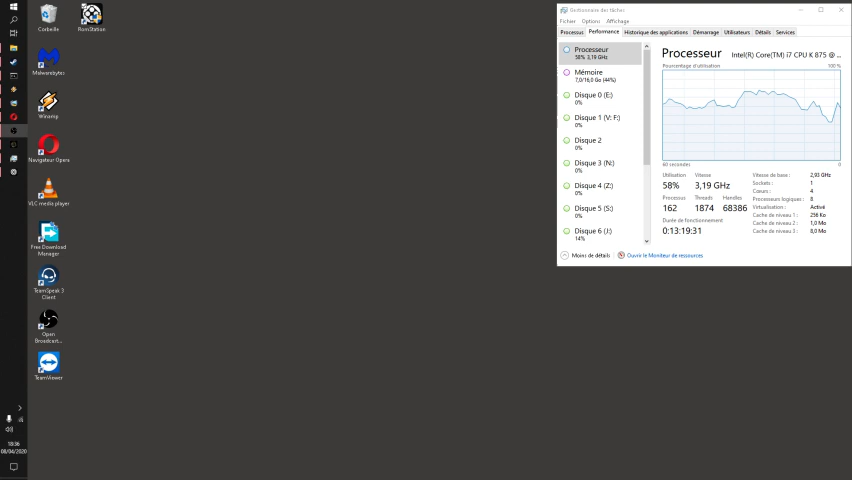 Corbeille
RomStation
Malwarebytes
Winamp
Navigateur Opera
VLC media player
Free Download
Manager
TeamSpeak 3
Client
Open
Broadcast...
TeamViewer
18:36
08/04/2020
Gestionnaire des tâches
Fichier Options Affichage
Processus Performance Historique des applications Démarrage Utilisateurs Détails Services
Processeur
58% 3,19 GHz
Mémoire
7,0/16,0 Go (44%)
Disque 0 (E:)
0%
Disque 1 (V: F:)
0%
Disque 2
0%
Disque 3 (N:)
0%
Disque 4 (Z:)
0%
Disque 5 (S:)
0%
Disque 6 (J:)
14%
Processeur Intel(R) Core(TM) i7 CPU K 875 @ ...
Pourcentage d'utilisation 100 %
60 secondes 0
Utilisation Vitesse
58% 3,19 GHz
Processus Threads Handles
162 1874 68386
Durée de fonctionnement
0:13:19:31
Vitesse de base : 2,93 GHz
Sockets : 1
Cœurs : 4
Processeurs logiques : 8
Virtualisation : Activé
Cache de niveau 1 : 256 Ko
Cache de niveau 2 : 1,0 Mo
Cache de niveau 3 : 8,0 Mo
Moins de détails Ouvrir le Moniteur de ressources